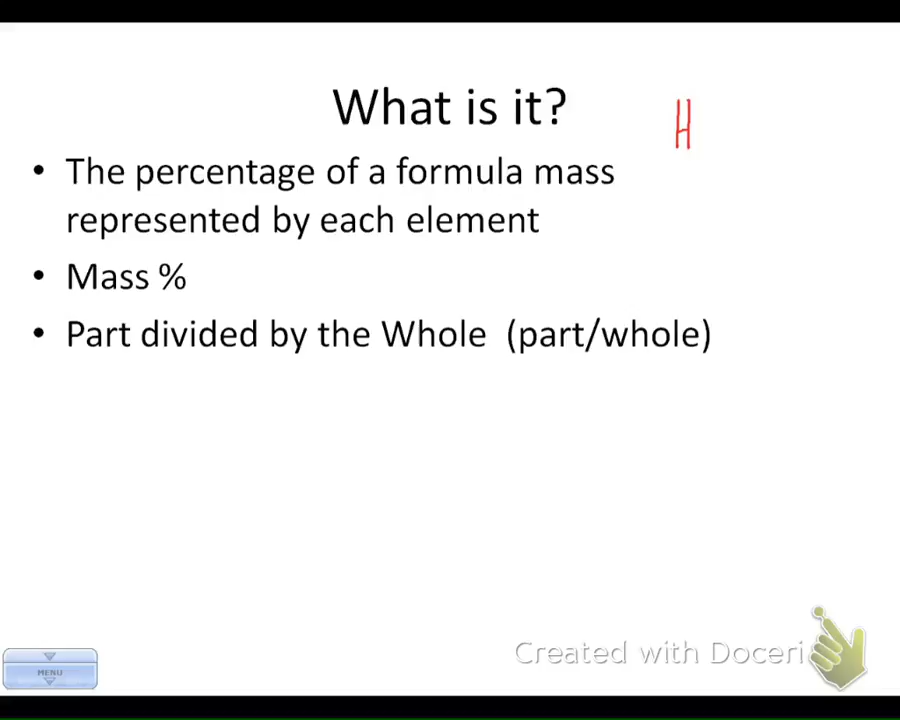 What is it?
H
• The percentage of a formula mass
represented by each element
• Mass %
• Part divided by the Whole (part/whole)
Created with Doceri
MENU